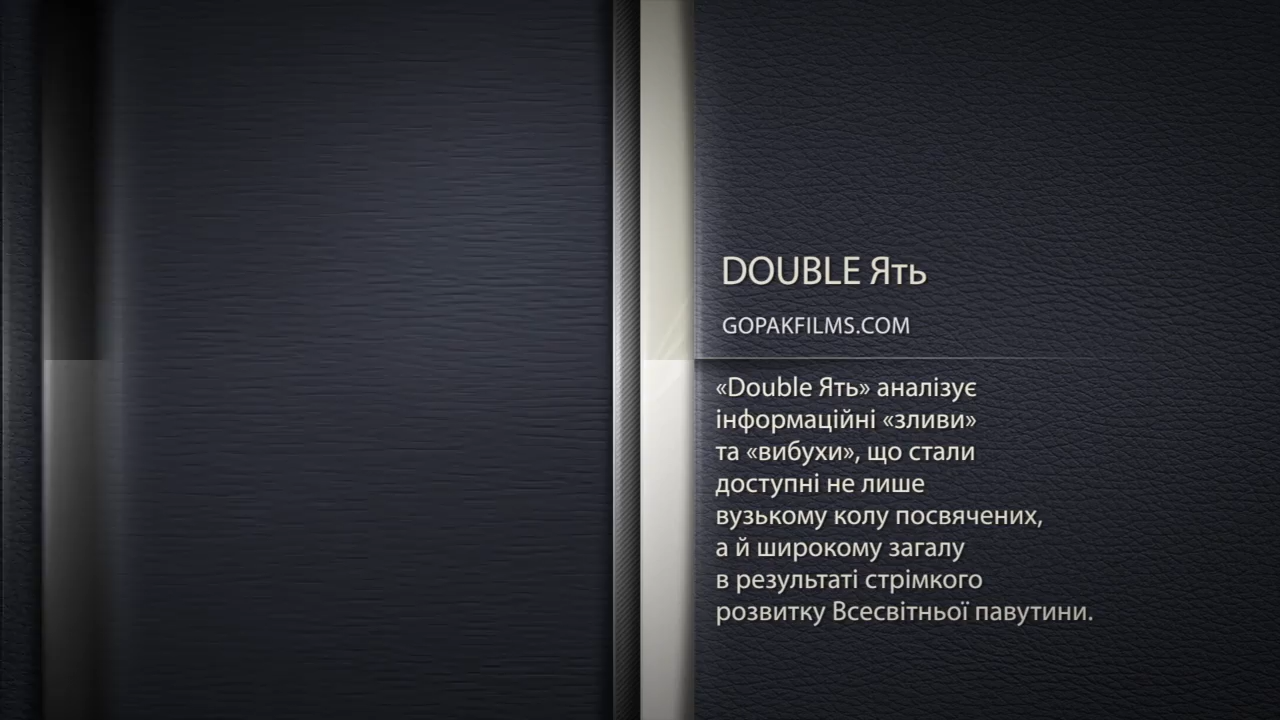 DOUBLE Ять
GOPAKFILMS.COM
«Double Ять» аналізує
інформаційні «зливи»
та «вибухи», що стали
доступні не лише
вузькому колу посвячених,
а й широкому загалу
в результаті стрімкого
розвитку Всесвітньої павутини.